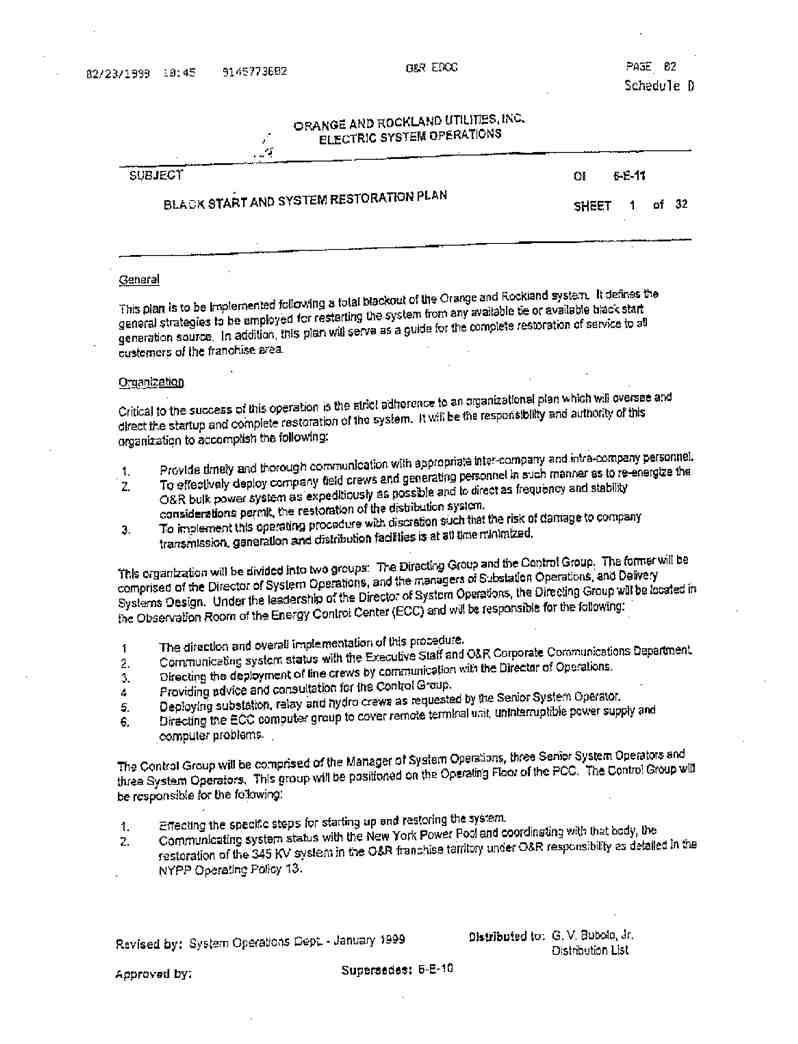 02/23/1999 10:45 9145773682 O&R EDCC PAGE 02
Schedule D
ORANGE AND ROCKLAND UTILITIES, INC.
ELECTRIC SYSTEM OPERATIONS
SUBJECT
OI 6-E-11
BLACK START AND SYSTEM RESTORATION PLAN
SHEET 1 of 32
General
This plan is to be implemented following a total blackout of the Orange and Rockland system. It defines the
general strategies to be employed for restarting the system from any available tie or available black start
generation source. In addition, this plan will serve as a guide for the complete restoration of service to all
customers of the franchise area.
Organization
Critical to the success of this operation is the strict adherence to an organizational plan which will oversee and
direct the startup and complete restoration of the system. It will be the responsibility and authority of this
organization to accomplish the following:
1. Provide timely and thorough communication with appropriate inter-company and intra-company personnel.
2. To effectively deploy company field crews and generating personnel in such manner as to re-energize the
O&R bulk power system as expeditiously as possible and to direct as frequency and stability
considerations permit, the restoration of the distribution system.
3. To implement this operating procedure with discretion such that the risk of damage to company
transmission, generation and distribution facilities is at all time minimized.
This organization will be divided into two groups: The Directing Group and the Control Group. The former will be
comprised of the Director of System Operations, and the managers of Substation Operations, and Delivery
Systems Design. Under the leadership of the Director of System Operations, the Directing Group will be located in
the Observation Room of the Energy Control Center (ECC) and will be responsible for the following:
1 The direction and overall implementation of this procedure.
2. Communicating system status with the Executive Staff and O&R Corporate Communications Department.
3. Directing the deployment of line crews by communication with the Director of Operations.
4 Providing advice and consultation for the Control Group.
5. Deploying substation, relay and hydro crews as requested by the Senior System Operator.
6. Directing the ECC computer group to cover remote terminal unit, uninterruptible power supply and
computer problems.
The Control Group will be comprised of the Manager of System Operations, three Senior System Operators and
three System Operators. This group will be positioned on the Operating Floor of the PCC. The Control Group will
be responsible for the following:
1. Effecting the specific steps for starting up and restoring the system.
2. Communicating system status with the New York Power Pool and coordinating with that body, the
restoration of the 345 KV system in the O&R franchise territory under O&R responsibility as detailed in the
NYPP Operating Policy 13.
Revised by: System Operations Dept. - January 1999
Distributed to: G. V. Bubolo, Jr.
Distribution List
Approved by:
Supersedes: 6-E-10